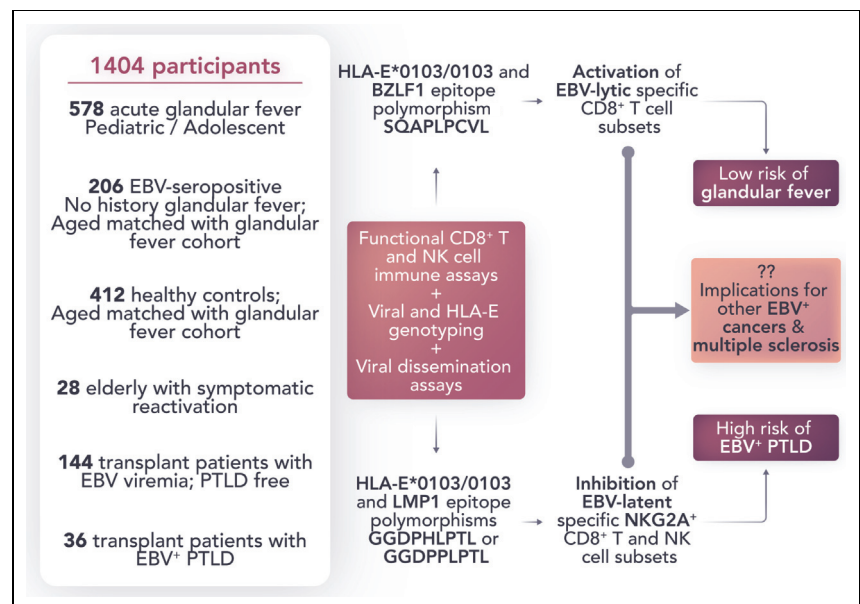 1404 participants
578 acute glandular fever
Pediatric / Adolescent
206 EBV-seropositive
No history glandular fever;
Aged matched with glandular
fever cohort
412 healthy controls;
Aged matched with glandular
fever cohort
28 elderly with symptomatic
reactivation
144 transplant patients with
EBV viremia; PTLD free
36 transplant patients with
EBV⁺ PTLD
HLA-E*0103/0103 and
BZLF1 epitope
polymorphism
SQAPLPCVL
Functional CD8⁺ T
and NK cell
immune assays
+
Viral and HLA-E
genotyping
+
Viral dissemination
assays
HLA-E*0103/0103
and LMP1 epitope
polymorphisms
GGDPHLPTL or
GGDPPLPTL
Activation of
EBV-lytic specific
CD8⁺ T cell
subsets
Inhibition of
EBV-latent
specific NKG2A⁺
CD8⁺ T and NK
cell subsets
Low risk of
glandular fever
??
Implications for
other EBV⁺
cancers &
multiple sclerosis
High risk of
EBV⁺ PTLD